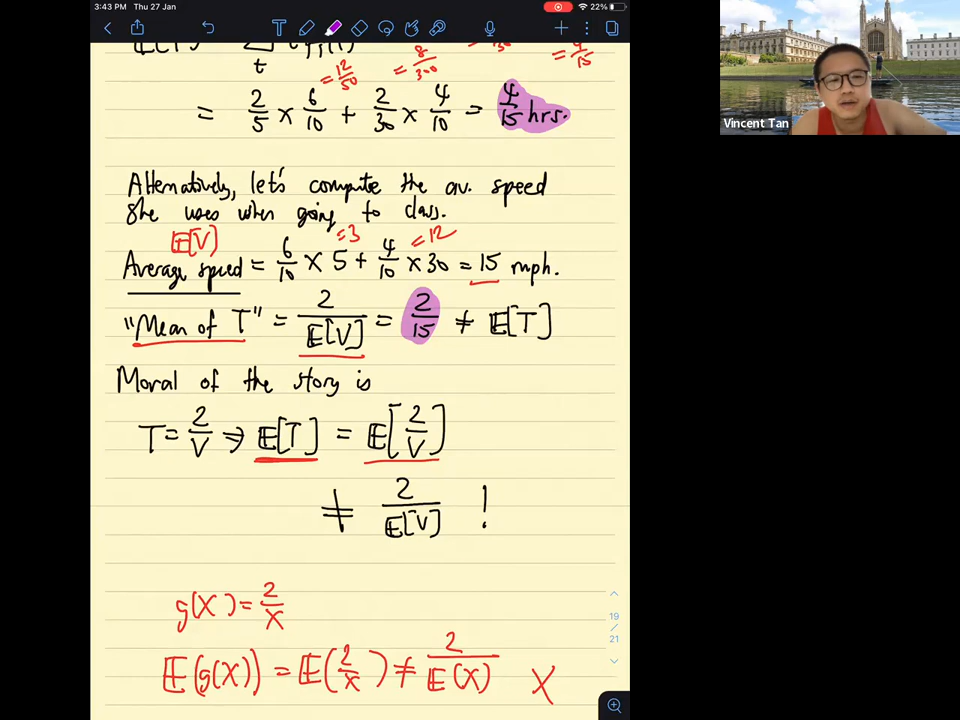 3:43 PM Thu 27 Jan
22%
= 12/50
= 8/300
4/15
t
= 2/5 × 6/10 + 2/30 × 4/10 = 4/15 hrs.
Alternatively, let's compute the av. speed
she uses when going to class.
E[V] =3 =12
Average speed = 6/10 × 5 + 4/10 × 30 = 15 mph.
"Mean of T" = 2/E[V] = 2/15 ≠ E[T]
Moral of the story is
T = 2/V ⇒ E[T] = E[2/V]
≠ 2/E[V] !
g(X) = 2/X
E(g(X)) = E(2/X) ≠ 2/E(X) X
19
/
21
Vincent Tan